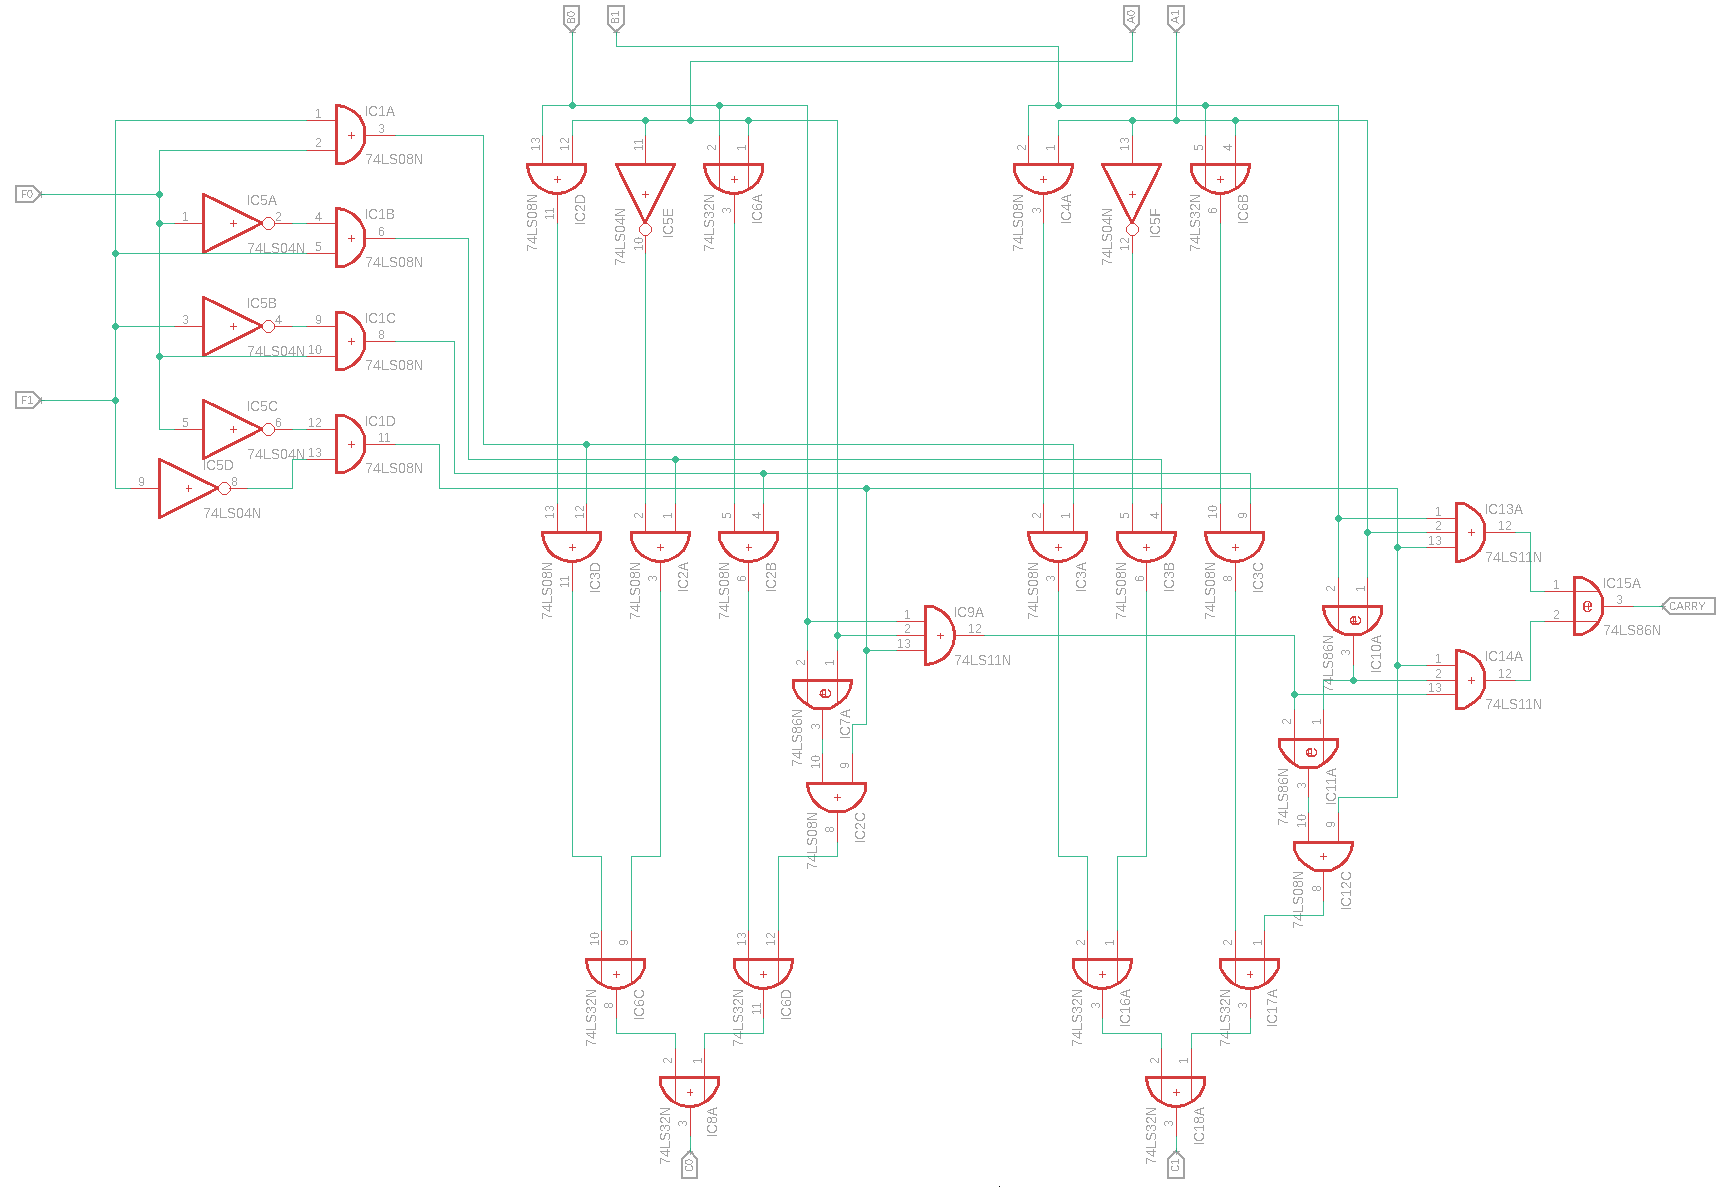 B0
B1
A0
A1
IC1A
1
3
2
74LS08N
F0
IC5A
1
2
74LS04N
IC1B
4
6
5
74LS08N
IC5B
3
4
74LS04N
IC1C
9
8
10
74LS08N
F1
IC5C
5
6
74LS04N
IC1D
12
11
13
74LS08N
IC5D
9
8
74LS04N
13
12
74LS08N
11
IC2D
11
74LS04N
10
IC5E
2
1
74LS32N
3
IC6A
2
1
74LS08N
3
IC4A
13
74LS04N
12
IC5F
5
4
74LS32N
6
IC6B
13
12
74LS08N
11
IC3D
2
1
74LS08N
3
IC2A
5
4
74LS08N
6
IC2B
2
1
74LS08N
3
IC3A
5
4
74LS08N
6
IC3B
10
9
74LS08N
8
IC3C
IC13A
1
2
12
13
74LS11N
IC15A
1
e
3
2
74LS86N
CARRY
IC9A
1
2
12
13
74LS11N
2
1
e
74LS86N
3
IC10A
IC14A
1
2
12
13
74LS11N
2
1
e
74LS86N
3
IC7A
2
1
e
74LS86N
3
IC11A
10
9
74LS08N
8
IC2C
10
9
74LS08N
8
IC12C
10
9
74LS32N
8
IC6C
13
12
74LS32N
11
IC6D
2
1
74LS32N
3
IC16A
2
1
74LS32N
3
IC17A
2
1
74LS32N
3
IC8A
2
1
74LS32N
3
IC18A
C0
C1